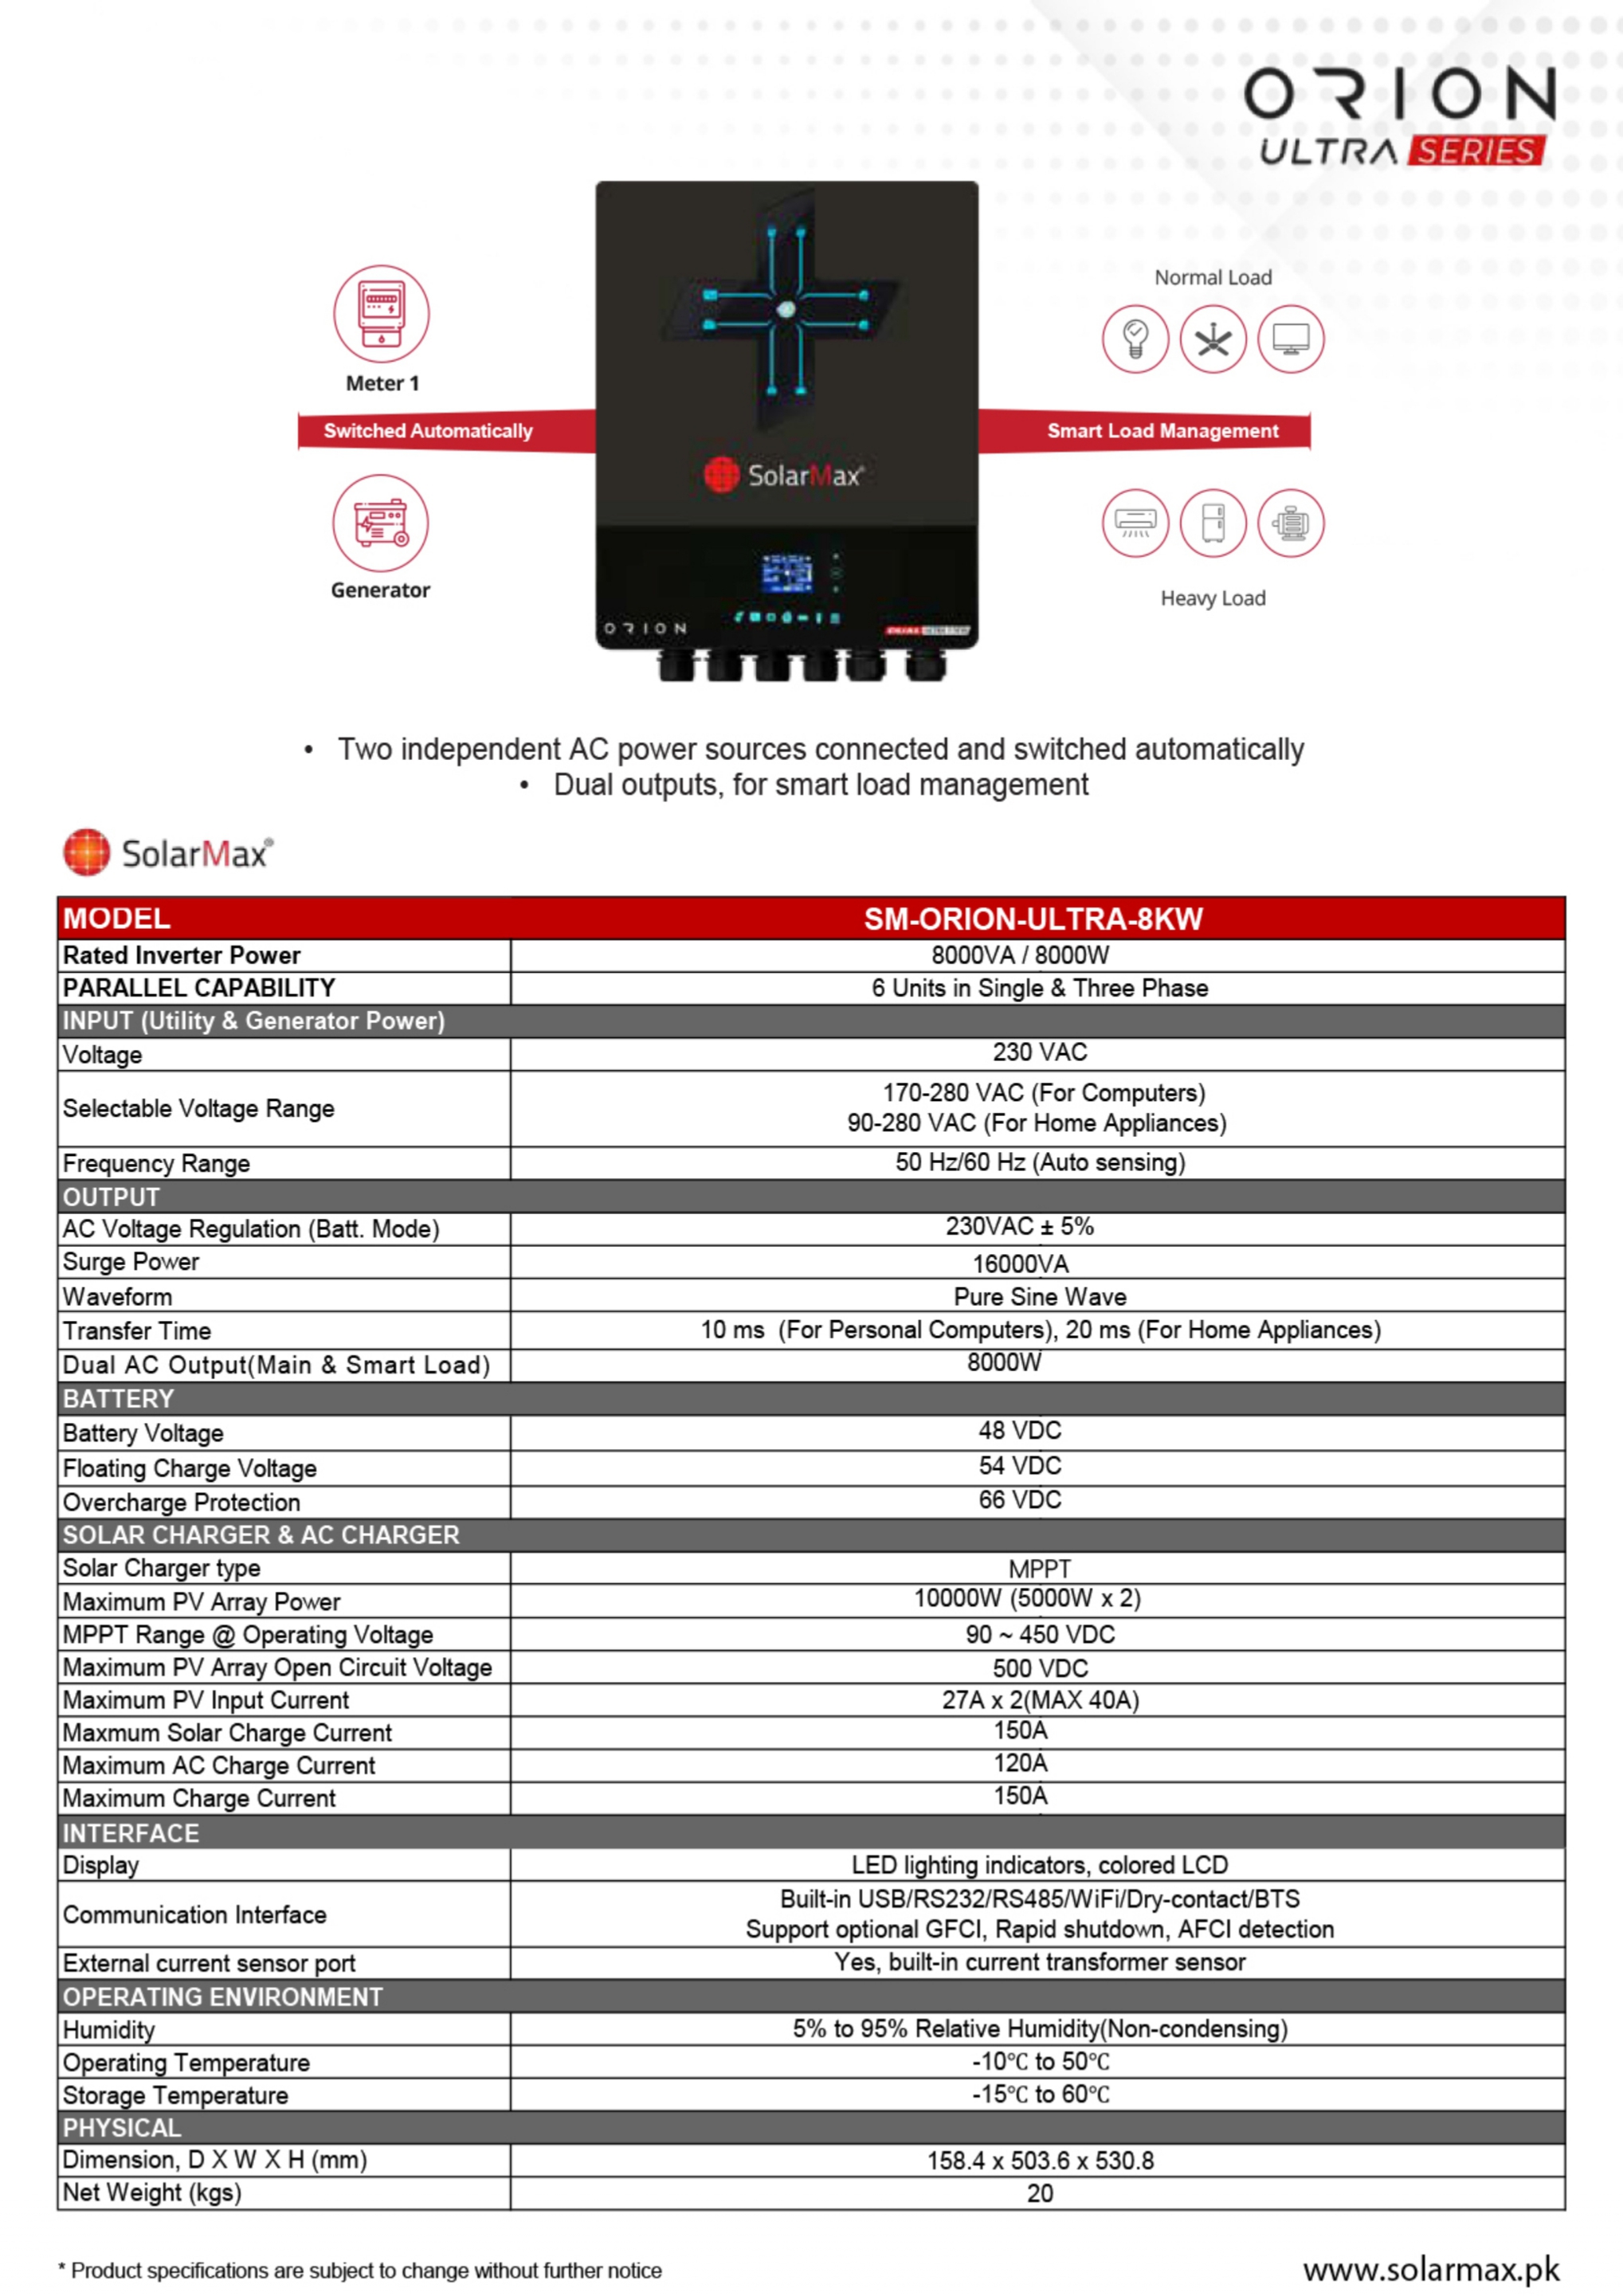 ORION
ULTRA SERIES
Normal Load
Meter 1
Switched Automatically
Smart Load Management
SolarMax®
Generator
Heavy Load
ORION
• Two independent AC power sources connected and switched automatically
• Dual outputs, for smart load management
SolarMax®
MODEL SM-ORION-ULTRA-8KW
Rated Inverter Power 8000VA / 8000W
PARALLEL CAPABILITY 6 Units in Single & Three Phase
INPUT (Utility & Generator Power)
Voltage 230 VAC
Selectable Voltage Range 170-280 VAC (For Computers)
90-280 VAC (For Home Appliances)
Frequency Range 50 Hz/60 Hz (Auto sensing)
OUTPUT
AC Voltage Regulation (Batt. Mode) 230VAC ± 5%
Surge Power 16000VA
Waveform Pure Sine Wave
Transfer Time 10 ms (For Personal Computers), 20 ms (For Home Appliances)
Dual AC Output(Main & Smart Load) 8000W
BATTERY
Battery Voltage 48 VDC
Floating Charge Voltage 54 VDC
Overcharge Protection 66 VDC
SOLAR CHARGER & AC CHARGER
Solar Charger type MPPT
Maximum PV Array Power 10000W (5000W x 2)
MPPT Range @ Operating Voltage 90 ~ 450 VDC
Maximum PV Array Open Circuit Voltage 500 VDC
Maximum PV Input Current 27A x 2(MAX 40A)
Maxmum Solar Charge Current 150A
Maximum AC Charge Current 120A
Maximum Charge Current 150A
INTERFACE
Display LED lighting indicators, colored LCD
Communication Interface Built-in USB/RS232/RS485/WiFi/Dry-contact/BTS
Support optional GFCI, Rapid shutdown, AFCI detection
External current sensor port Yes, built-in current transformer sensor
OPERATING ENVIRONMENT
Humidity 5% to 95% Relative Humidity(Non-condensing)
Operating Temperature -10℃ to 50℃
Storage Temperature -15℃ to 60℃
PHYSICAL
Dimension, D X W X H (mm) 158.4 x 503.6 x 530.8
Net Weight (kgs) 20
* Product specifications are subject to change without further notice
www.solarmax.pk